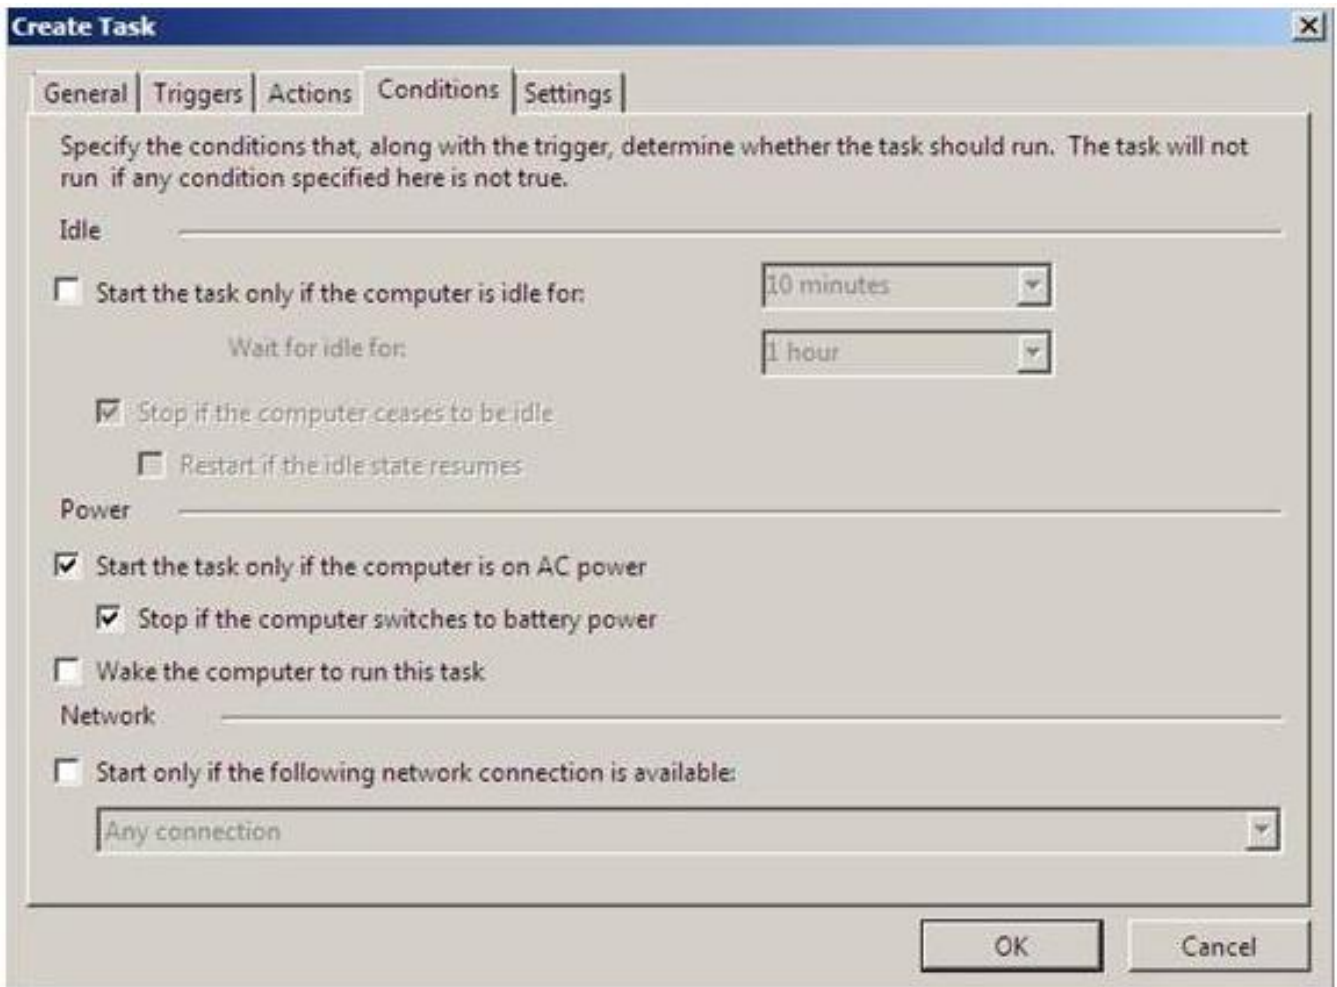 Create Task
General Triggers Actions Conditions Settings
Specify the conditions that, along with the trigger, determine whether the task should run.  The task will not
run  if any condition specified here is not true.
Idle
Start the task only if the computer is idle for: 10 minutes
Wait for idle for: 1 hour
Stop if the computer ceases to be idle
Restart if the idle state resumes
Power
Start the task only if the computer is on AC power
Stop if the computer switches to battery power
Wake the computer to run this task
Network
Start only if the following network connection is available:
Any connection
OK Cancel